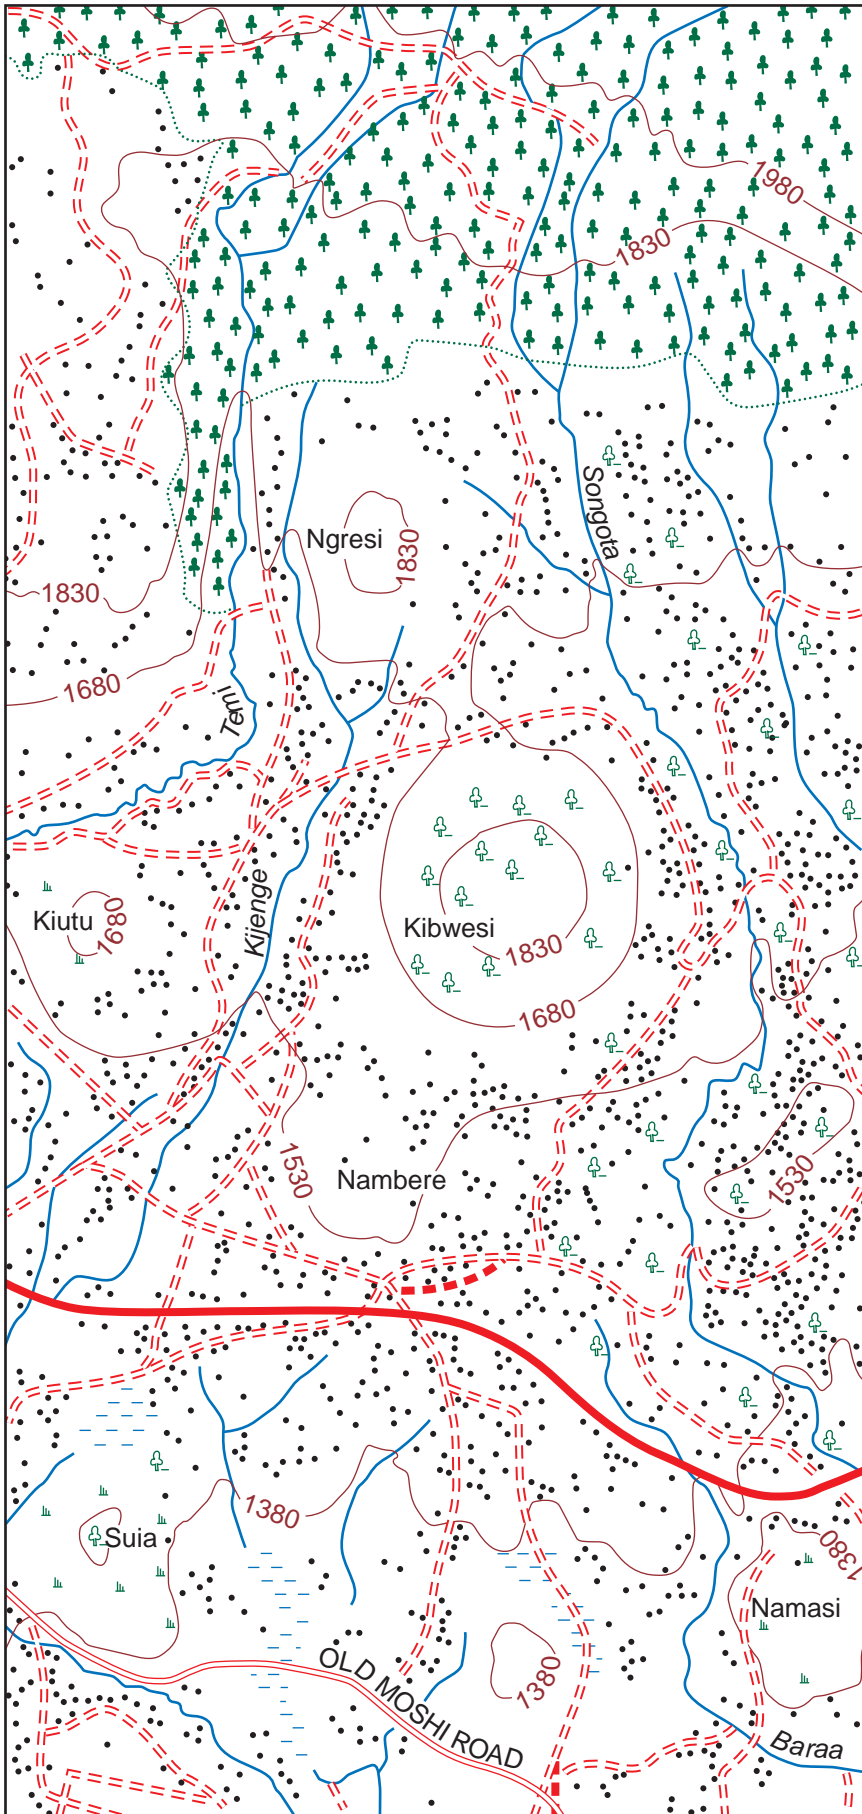 1980
1830
Songota
Ngresi
1830
1830
1680
Temi
Kijenge
Kiutu
1680
Kibwesi
1830
1680
1530
Nambere
1530
1380
Suia
1380
Namasi
OLD MOSHI ROAD
1380
Baraa